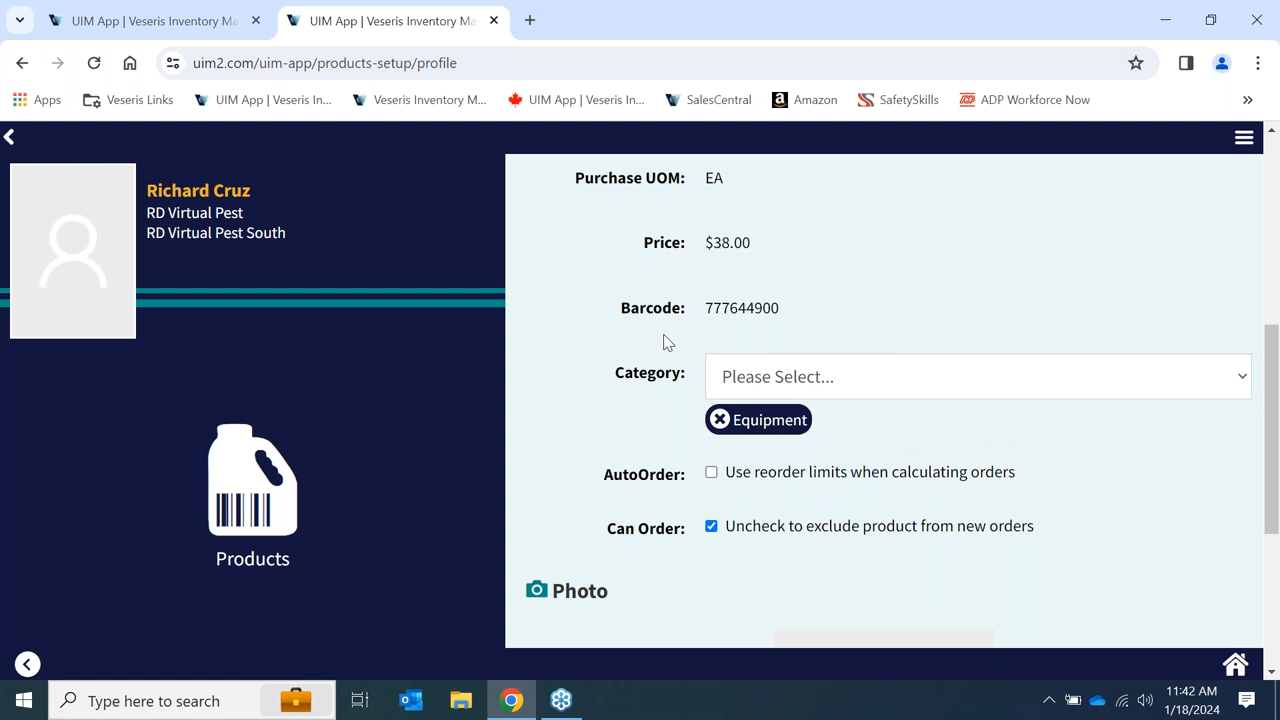 UIM App | Veseris Inventory Ma
UIM App | Veseris Inventory Ma
uim2.com/uim-app/products-setup/profile
Apps
Veseris Links
UIM App | Veseris In...
Veseris Inventory M...
UIM App | Veseris In...
SalesCentral
Amazon
SafetySkills
ADP Workforce Now
Richard Cruz
RD Virtual Pest
RD Virtual Pest South
Products
Purchase UOM: EA
Price: $38.00
Barcode: 777644900
Category: Please Select...
Equipment
AutoOrder: Use reorder limits when calculating orders
Can Order: Uncheck to exclude product from new orders
Photo
Type here to search
11:42 AM
1/18/2024